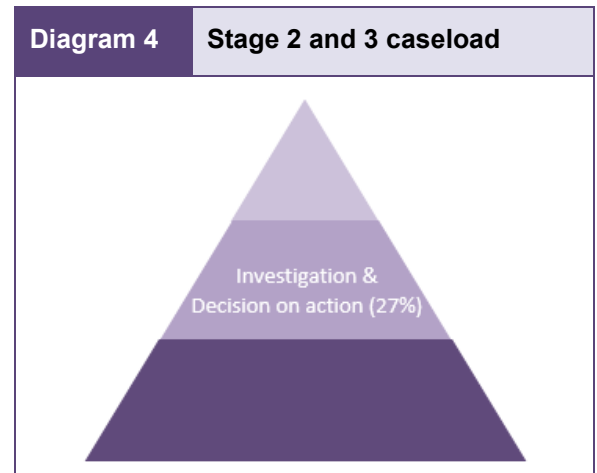 Diagram 4
Stage 2 and 3 caseload
Investigation &
Decision on action (27%)